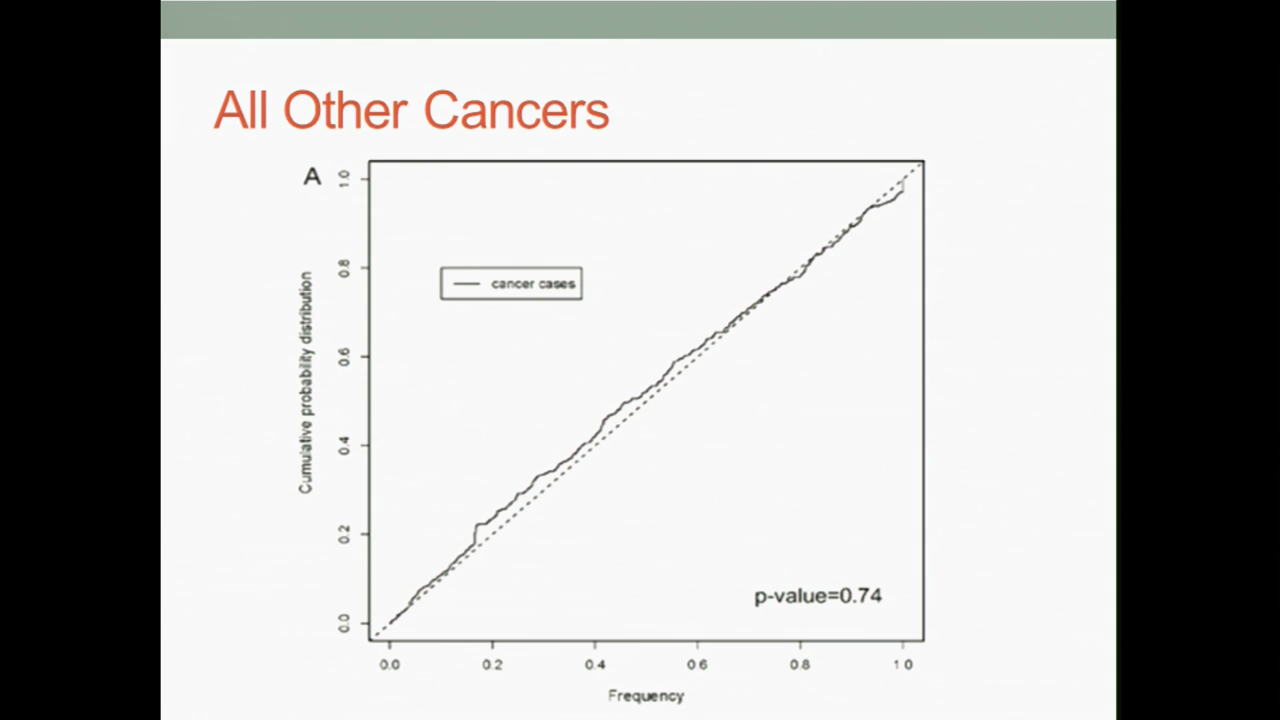 All Other Cancers
A
1.0
0.8
0.6
0.4
0.2
0.0
Cumulative probability distribution
cancer cases
p-value=0.74
0.0 0.2 0.4 0.6 0.8 1.0
Frequency